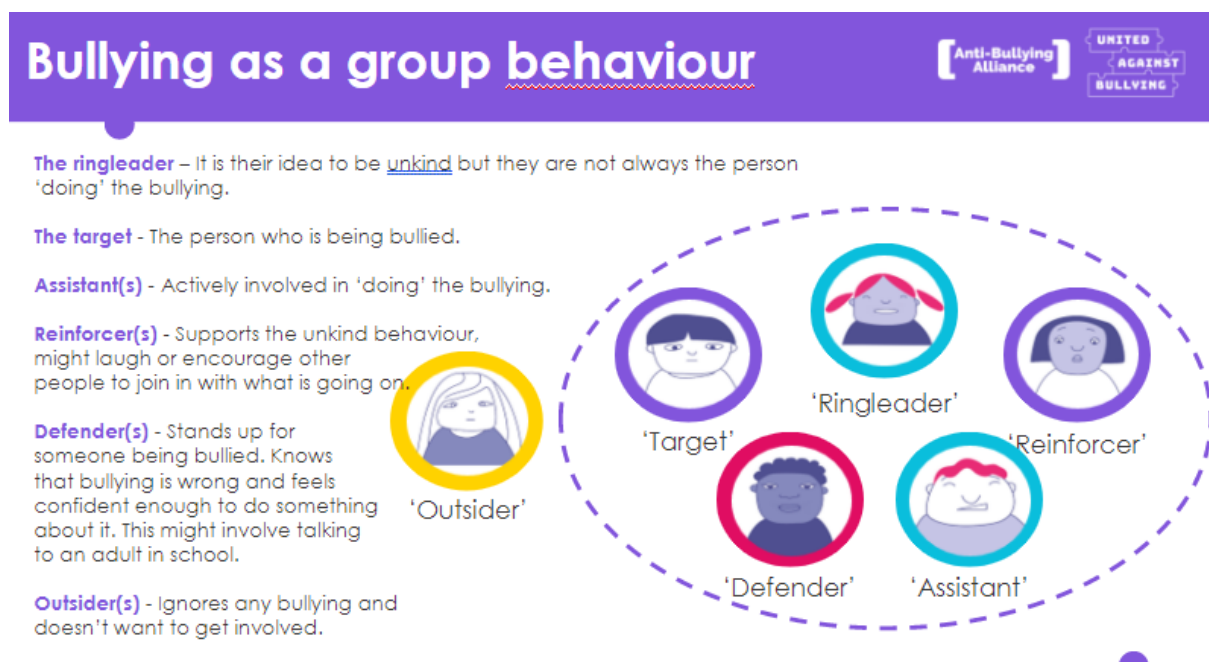 Bullying as a group behaviour
[Anti-Bullying
Alliance]
UNITED
AGAINST
BULLYING
The ringleader – It is their idea to be unkind but they are not always the person
‘doing’ the bullying.
The target - The person who is being bullied.
Assistant(s) - Actively involved in ‘doing’ the bullying.
Reinforcer(s) - Supports the unkind behaviour,
might laugh or encourage other
people to join in with what is going on.
Defender(s) - Stands up for
someone being bullied. Knows
that bullying is wrong and feels
confident enough to do something
about it. This might involve talking
to an adult in school.
Outsider(s) - Ignores any bullying and
doesn’t want to get involved.
‘Outsider’
‘Target’
‘Ringleader’
‘Reinforcer’
‘Defender’
‘Assistant’